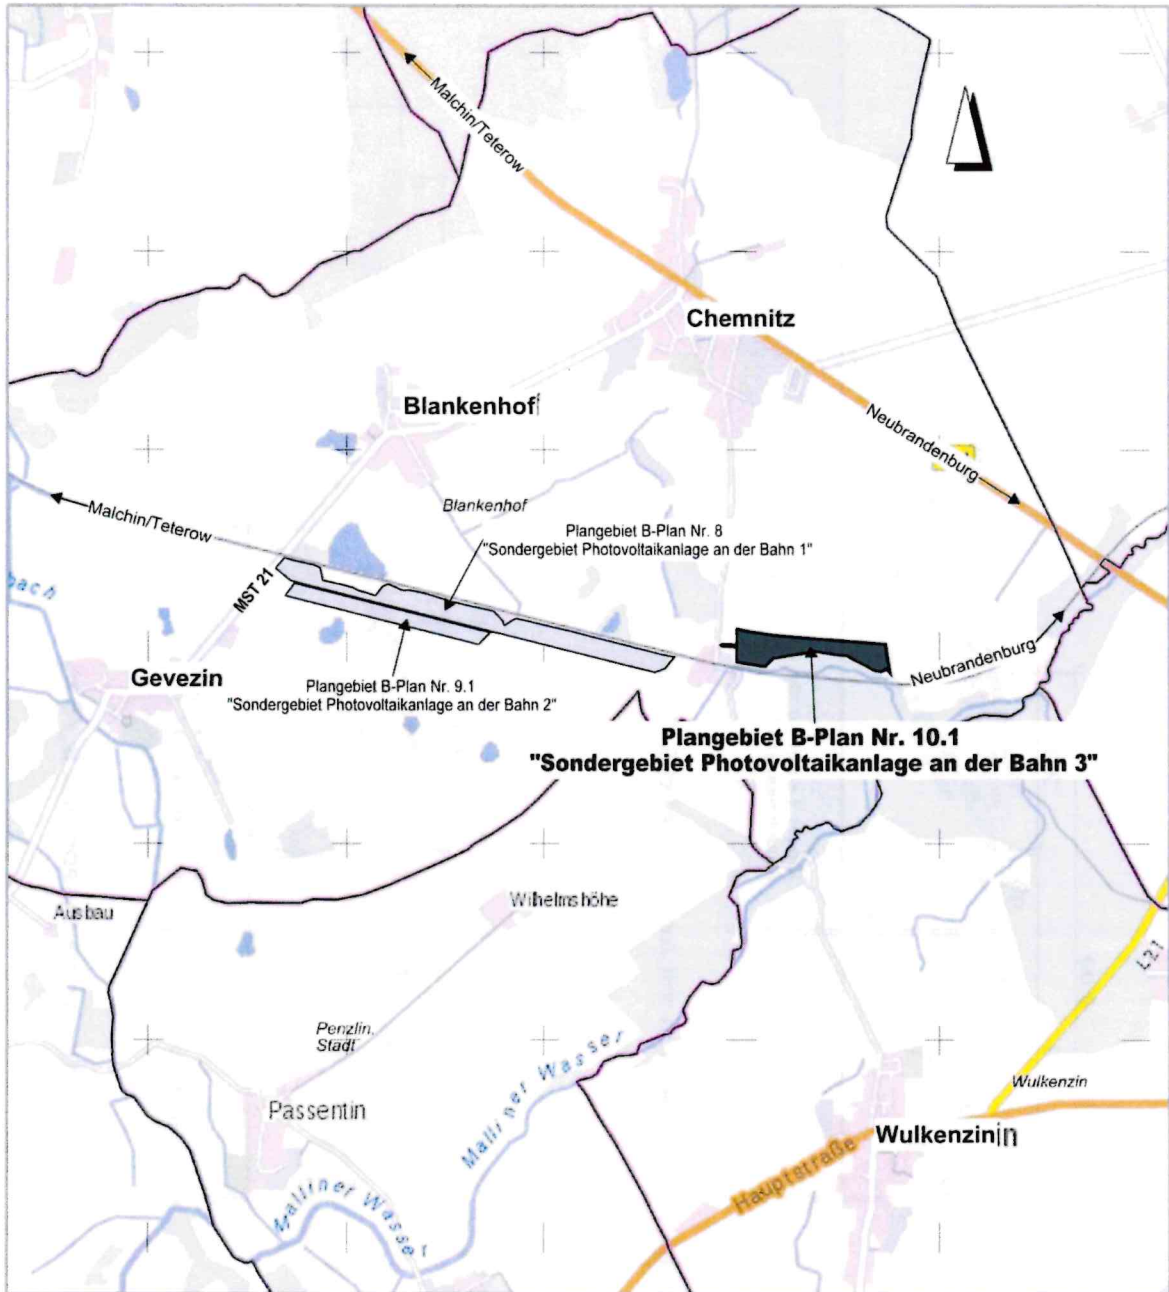 Malchin/Teterow
Chemnitz
Blankenhof
Neubrandenburg
Blankenhof
Malchin/Teterow
Plangebiet B-Plan Nr. 8
"Sondergebiet Photovoltaikanlage an der Bahn 1"
MST 21
bach
Gevezin
Plangebiet B-Plan Nr. 9.1
"Sondergebiet Photovoltaikanlage an der Bahn 2"
Neubrandenburg
Plangebiet B-Plan Nr. 10.1
"Sondergebiet Photovoltaikanlage an der Bahn 3"
Ausbau
Wilhelmshöhe
L27
Penzlin,
Stadt
Malliner Wasser
Wulkenzin
Passentin
Wulkenzin
Hauptstraße
Malliner Wasser